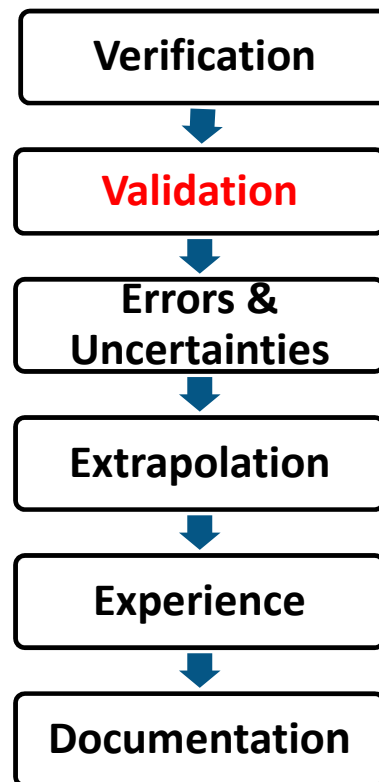 Verification
Validation
Errors &
Uncertainties
Extrapolation
Experience
Documentation